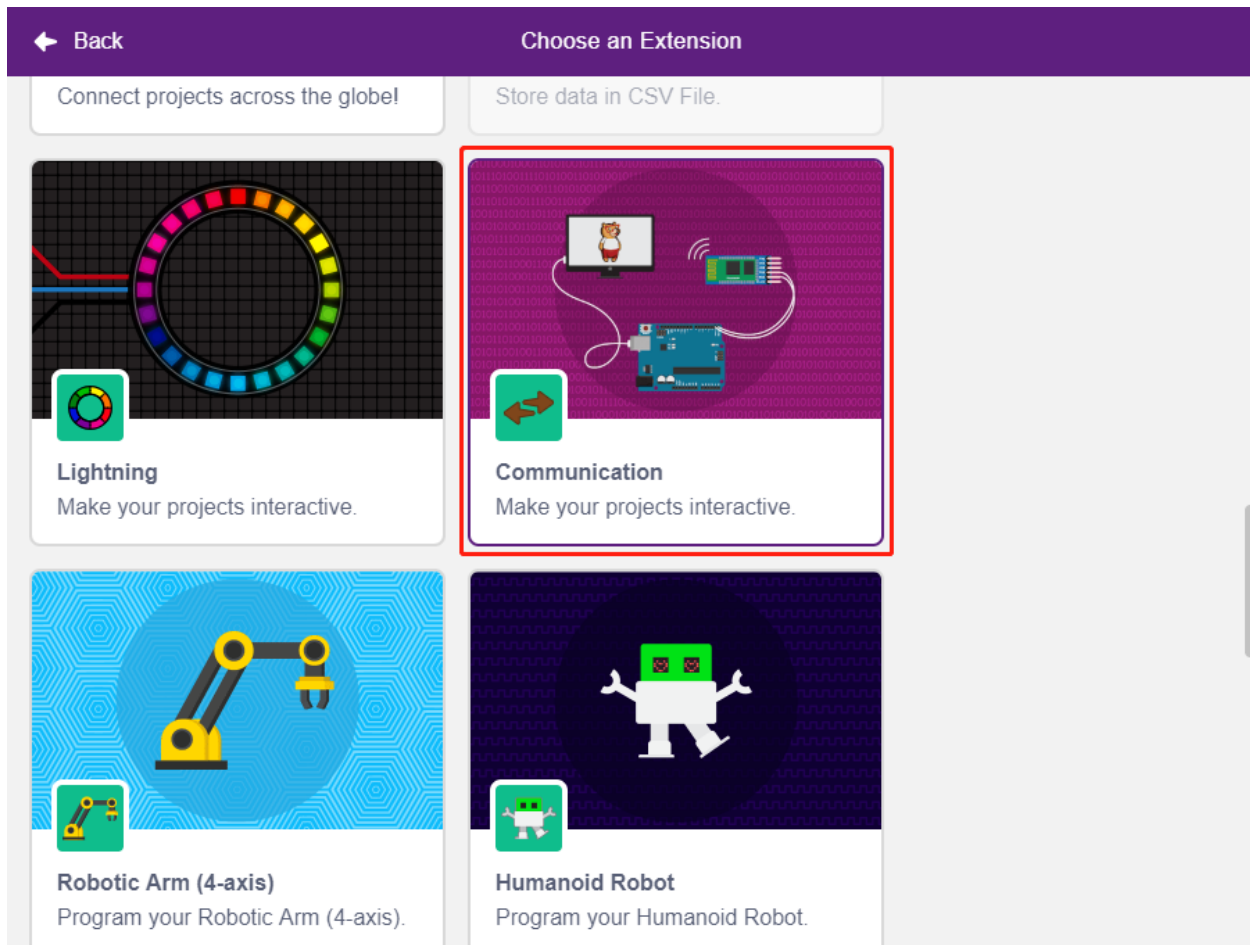 Back
Choose an Extension
Connect projects across the globe!
Store data in CSV File.
Lightning
Make your projects interactive.
Communication
Make your projects interactive.
Robotic Arm (4-axis)
Program your Robotic Arm (4-axis).
Humanoid Robot
Program your Humanoid Robot.